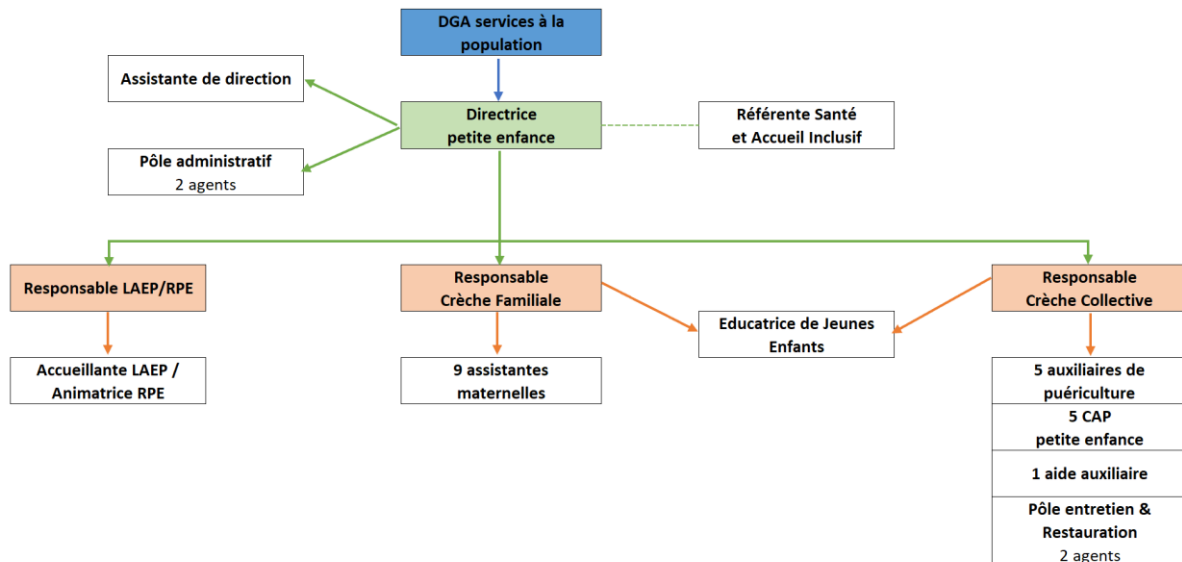 DGA services à la
population
Assistante de direction
Directrice
petite enfance
Référente Santé
et Accueil Inclusif
Pôle administratif
2 agents
Responsable LAEP/RPE
Responsable
Crèche Familiale
Responsable
Crèche Collective
Educatrice de Jeunes
Enfants
Accueillante LAEP /
Animatrice RPE
9 assistantes
maternelles
5 auxiliaires de
puériculture
5 CAP
petite enfance
1 aide auxiliaire
Pôle entretien &
Restauration
2 agents